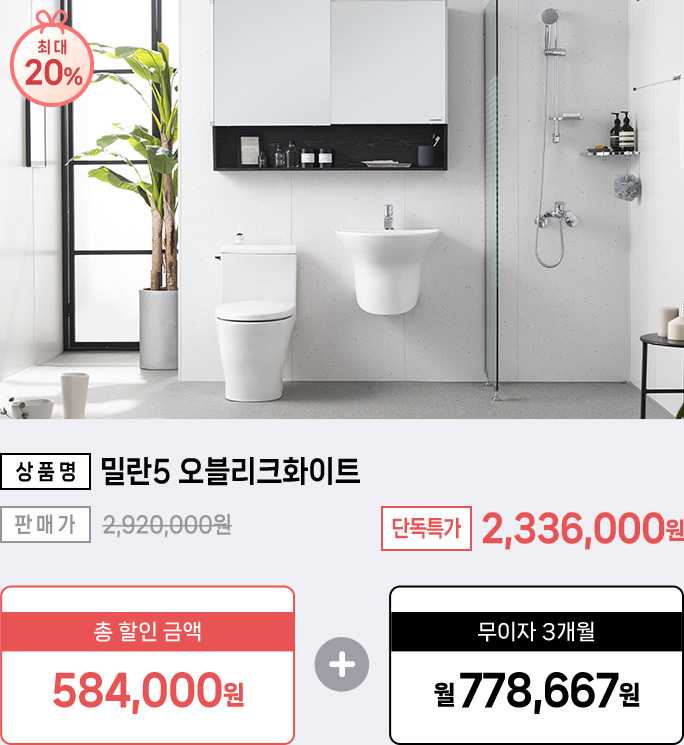 최대
20%
상품명 밀란5 오블리크화이트
판매가 2,920,000원
단독특가 2,336,000원
총 할인 금액
584,000원
+
무이자 3개월
월 778,667원